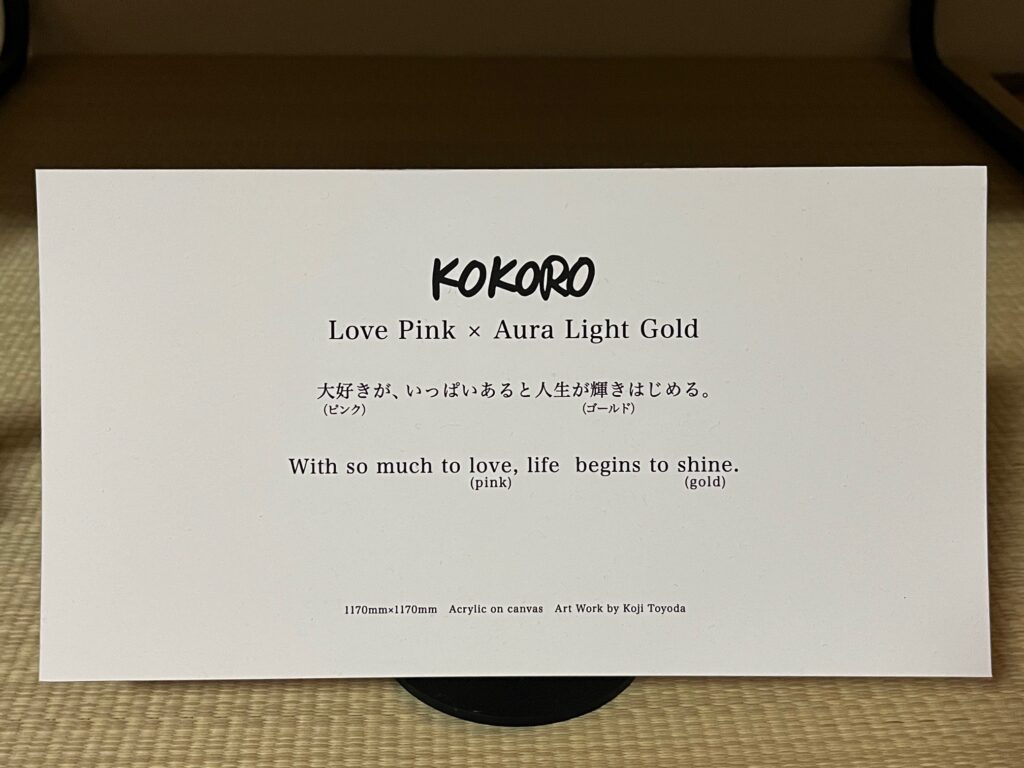 KOKORO
Love Pink × Aura Light Gold
大好きが、いっぱいあると人生が輝きはじめる。
(ピンク) (ゴールド)
With so much to love, life begins to shine.
(pink) (gold)
1170mm×1170mm Acrylic on canvas Art Work by Koji Toyoda